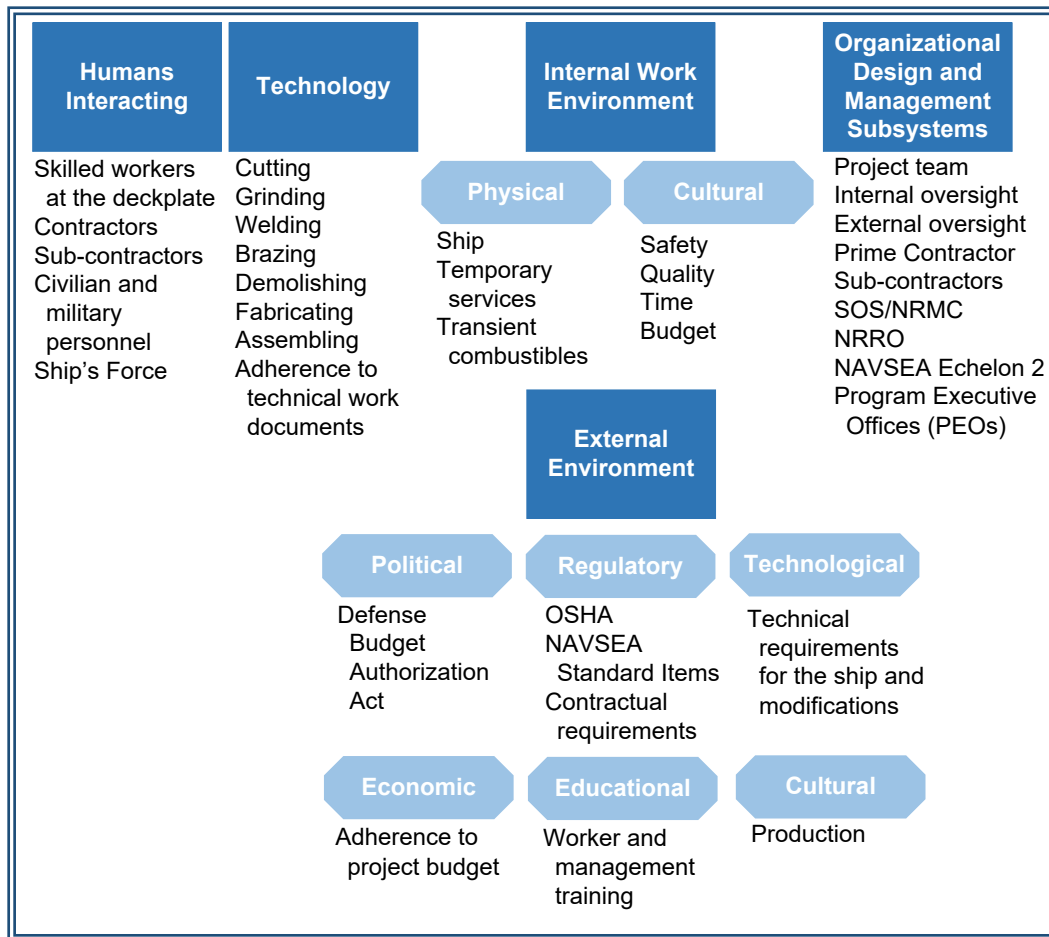 Humans
Interacting
Skilled workers
at the deckplate
Contractors
Sub-contractors
Civilian and
military
personnel
Ship's Force
Technology
Cutting
Grinding
Welding
Brazing
Demolishing
Fabricating
Assembling
Adherence to
technical work
documents
Internal Work
Environment
Physical
Ship
Temporary
services
Transient
combustibles
Cultural
Safety
Quality
Time
Budget
Organizational
Design and
Management
Subsystems
Project team
Internal oversight
External oversight
Prime Contractor
Sub-contractors
SOS/NRMC
NRRO
NAVSEA Echelon 2
Program Executive
Offices (PEOs)
External
Environment
Political
Defense
Budget
Authorization
Act
Regulatory
OSHA
NAVSEA
Standard Items
Contractual
requirements
Technological
Technical
requirements
for the ship and
modifications
Economic
Adherence to
project budget
Educational
Worker and
management
training
Cultural
Production